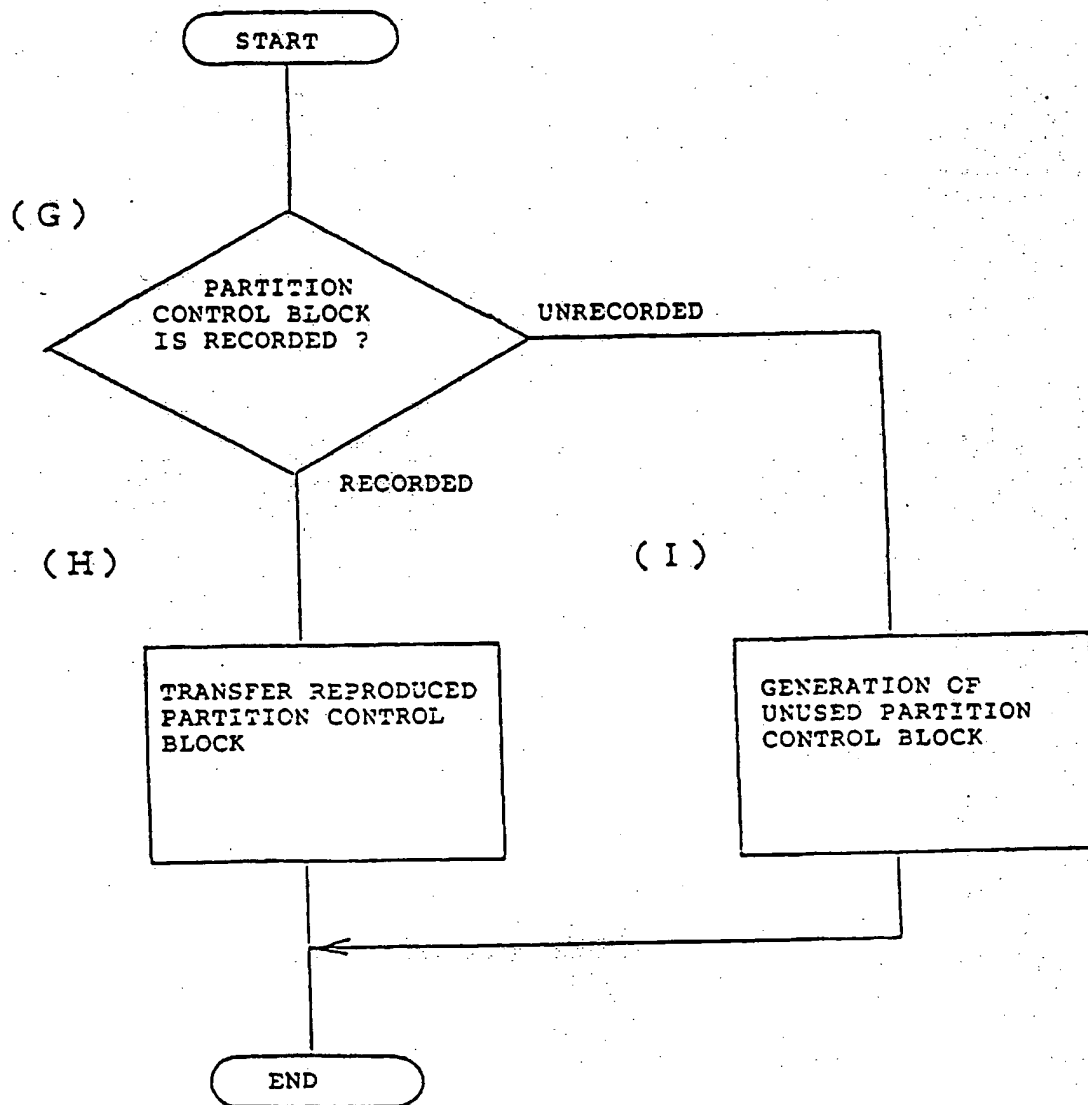 START
(G)
PARTITION
CONTROL BLOCK
IS RECORDED ?
UNRECORDED
RECORDED
(H)
(I)
TRANSFER REPRODUCED
PARTITION CONTROL
BLOCK
GENERATION OF
UNUSED PARTITION
CONTROL BLOCK
END